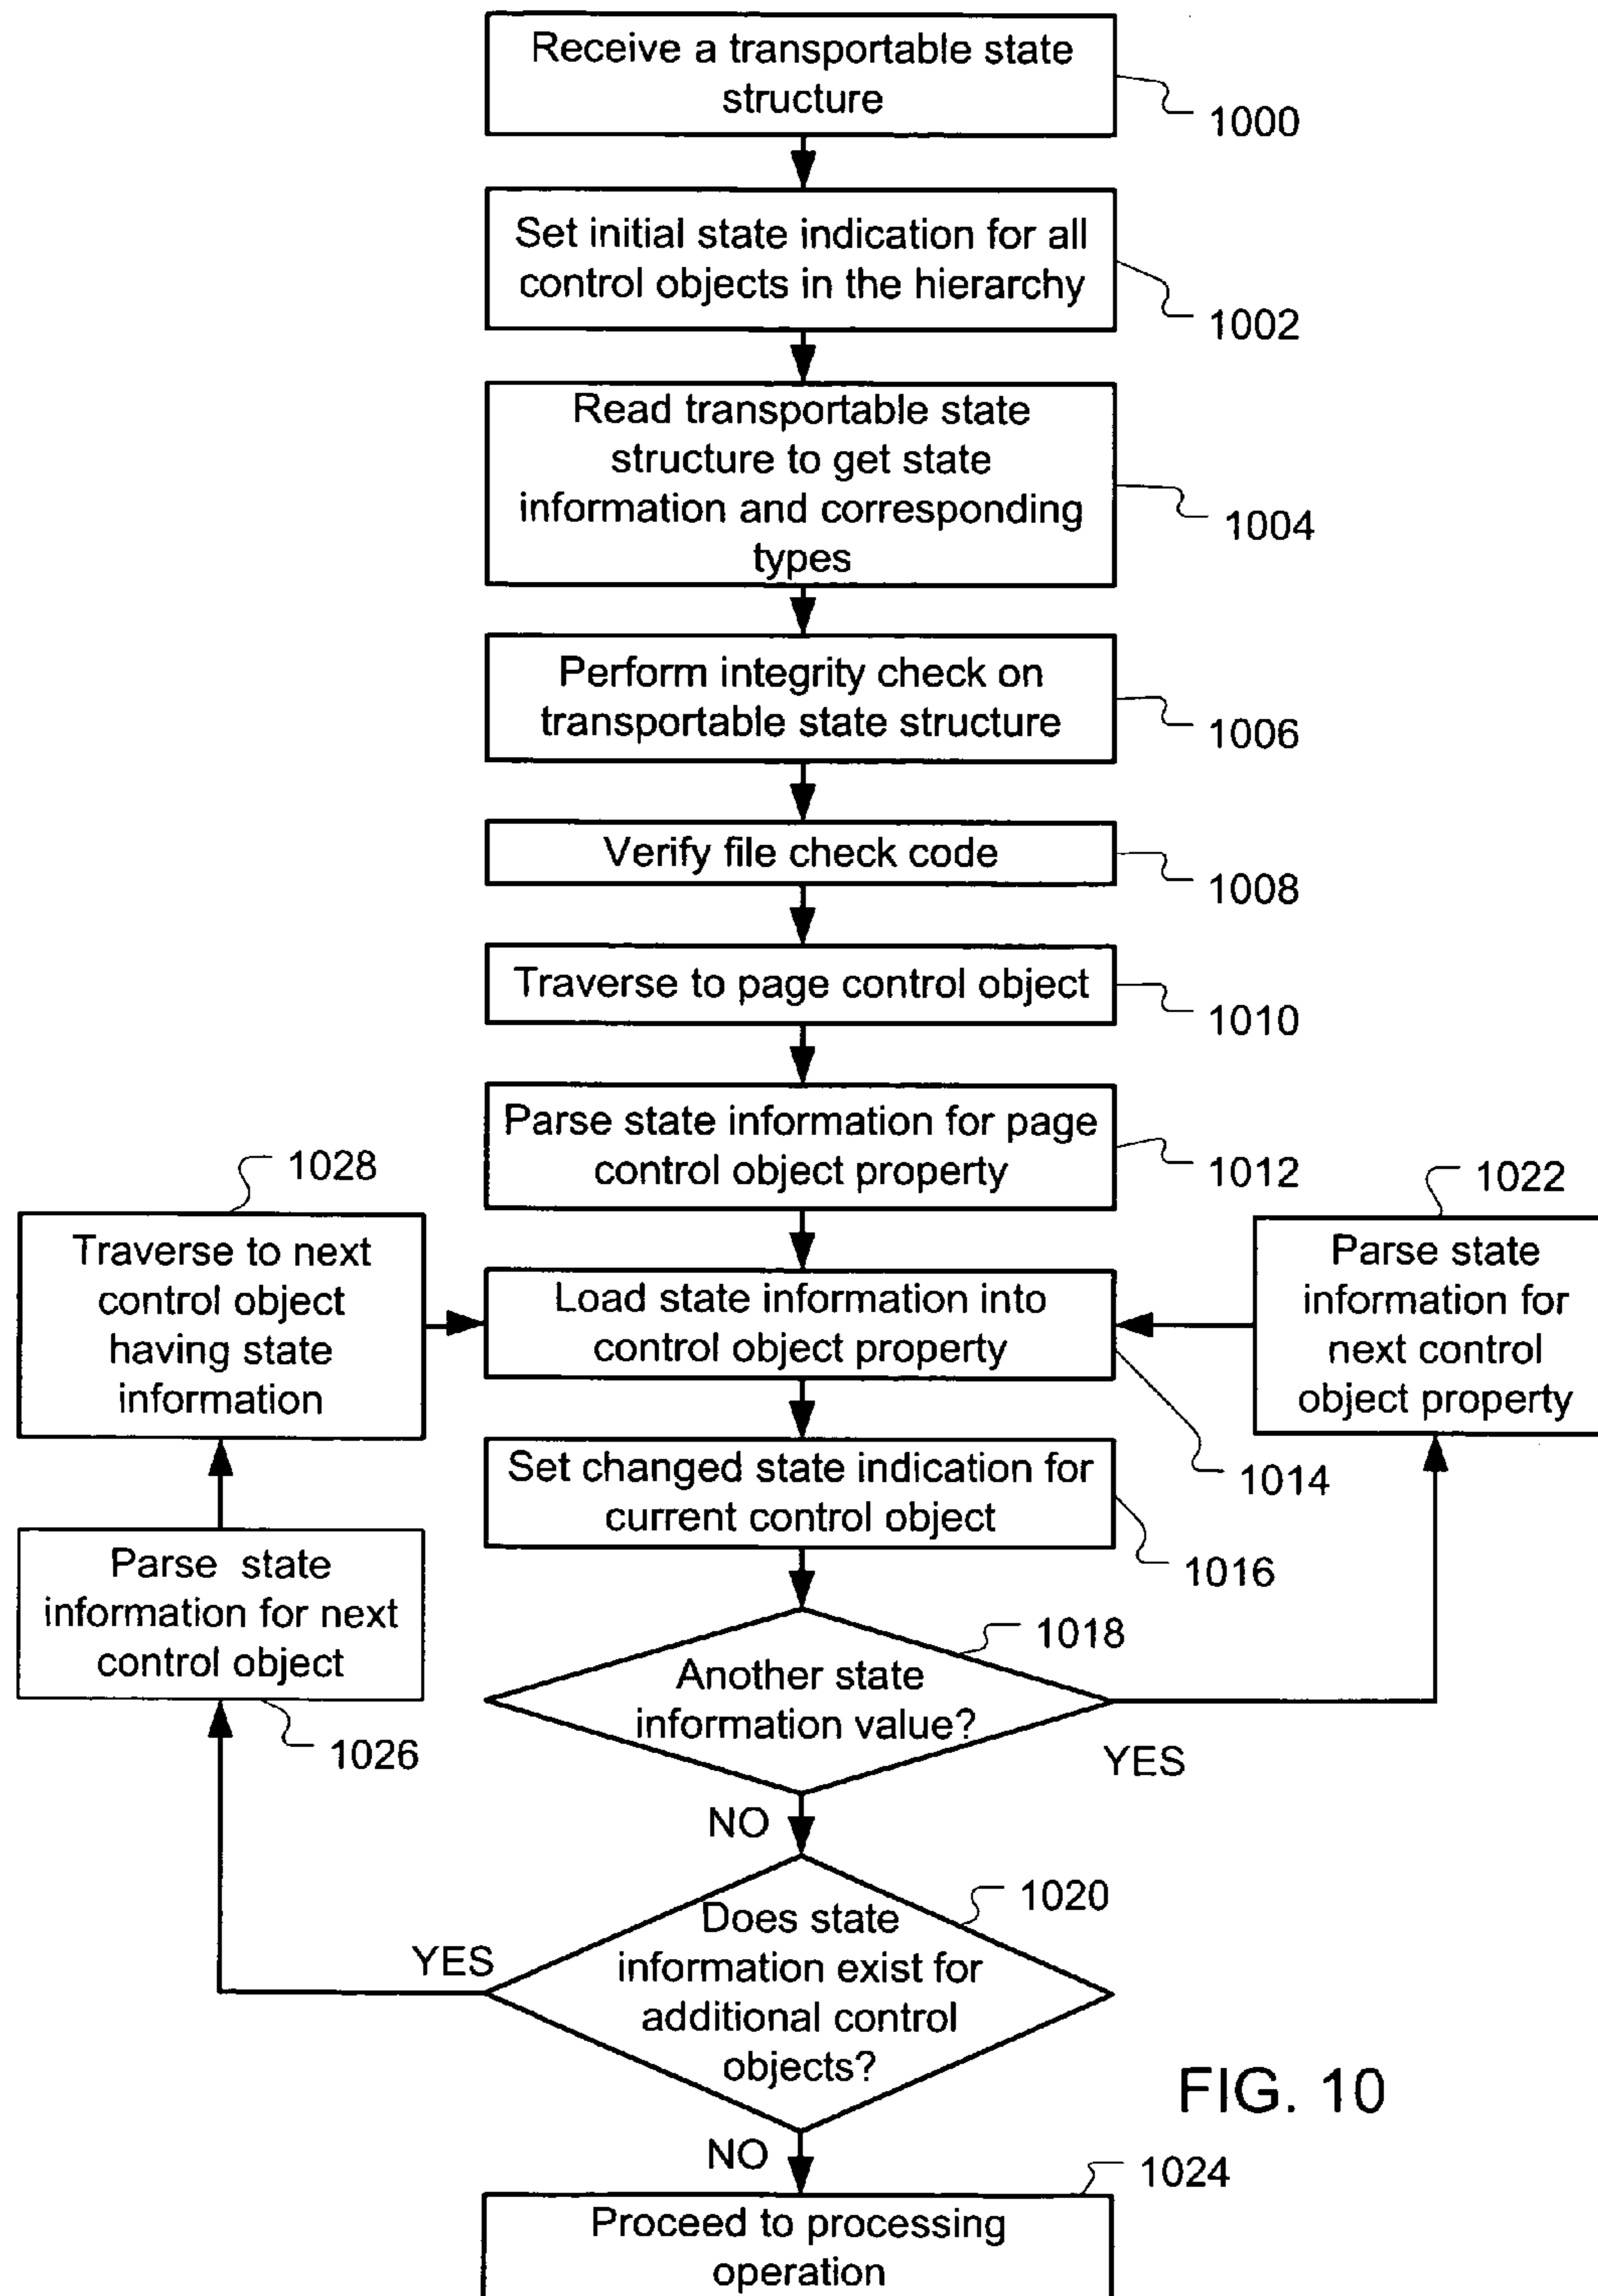 Receive a transportable state
structure
1000
Set initial state indication for all
control objects in the hierarchy
1002
Read transportable state
structure to get state
information and corresponding
types
1004
Perform integrity check on
transportable state structure
1006
Verify file check code
1008
Traverse to page control object
1010
Parse state information for page
control object property
1012
1028
Traverse to next
control object
having state
information
Load state information into
control object property
1014
1022
Parse state
information for
next control
object property
Set changed state indication for
current control object
1016
Parse state
information for next
control object
1026
1018
Another state
information value?
YES
NO
1020
Does state
information exist for
additional control
objects?
YES
NO
FIG. 10
1024
Proceed to processing
operation